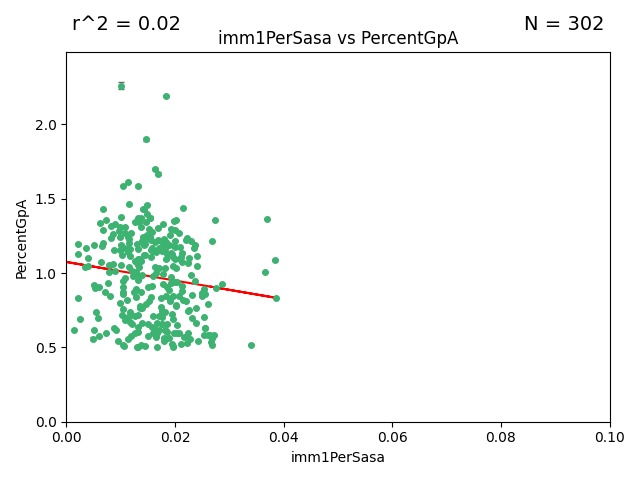 r^2 = 0.02
N = 302
imm1PerSasa vs PercentGpA
PercentGpA
2.0
1.5
1.0
0.5
0.0
0.00 0.02 0.04 0.06 0.08 0.10
imm1PerSasa